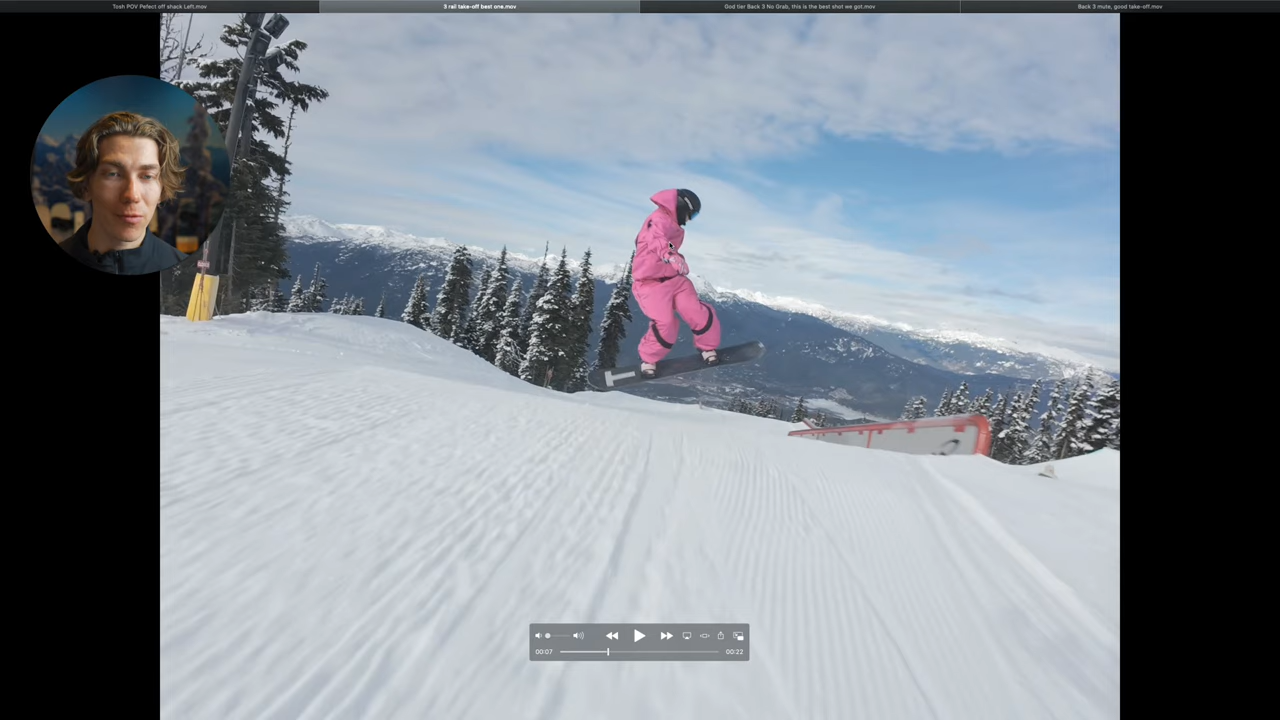 Tosh POV Pefect off shack Left.mov
3 rail take-off best one.mov
God tier Back 3 No Grab, this is the best shot we got.mov
Back 3 mute, good take-off.mov
00:07
00:22